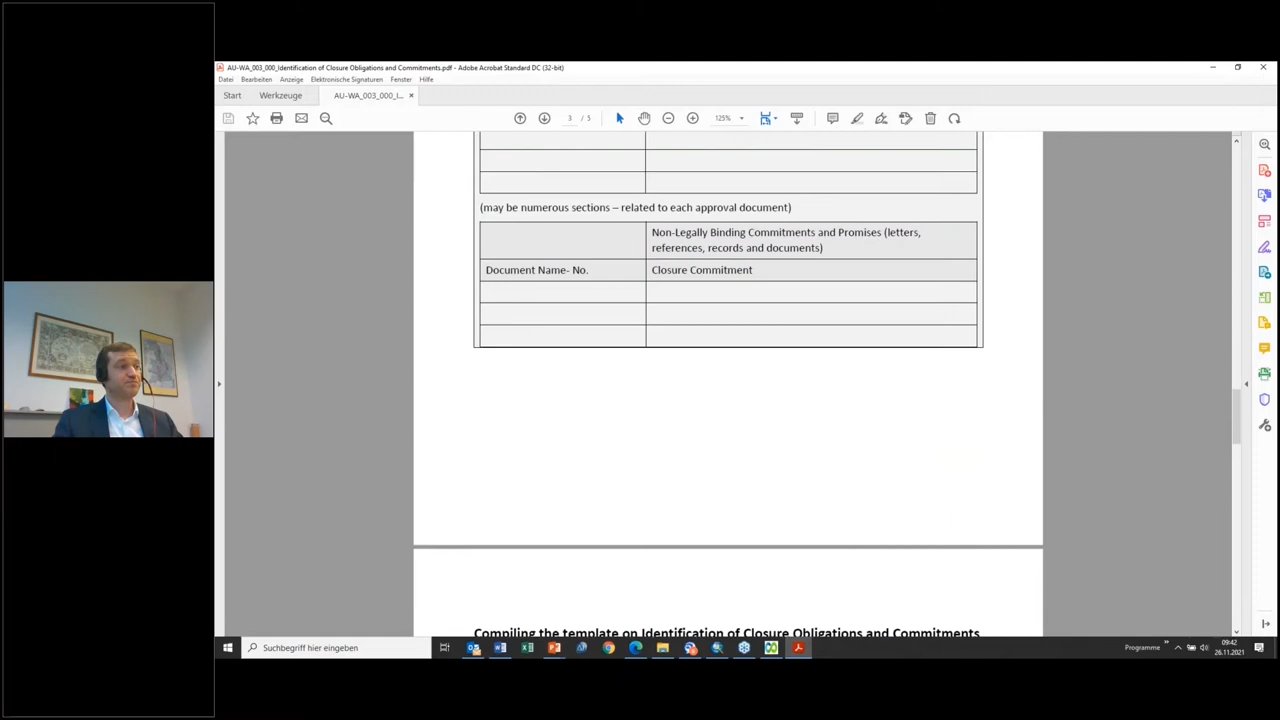 AU-WA_003_000_Identification of Closure Obligations and Commitments.pdf - Adobe Acrobat Standard DC (32-bit)
Datei Bearbeiten Anzeige Elektronische Signaturen Fenster Hilfe
Start Werkzeuge AU-WA_003_000_I... ×
3 / 5 125%
(may be numerous sections – related to each approval document)
Non-Legally Binding Commitments and Promises (letters,
references, records and documents)
Document Name- No. Closure Commitment
Compiling the template on Identification of Closure Obligations and Commitments
Suchbegriff hier eingeben
Programme » 09:42
26.11.2021